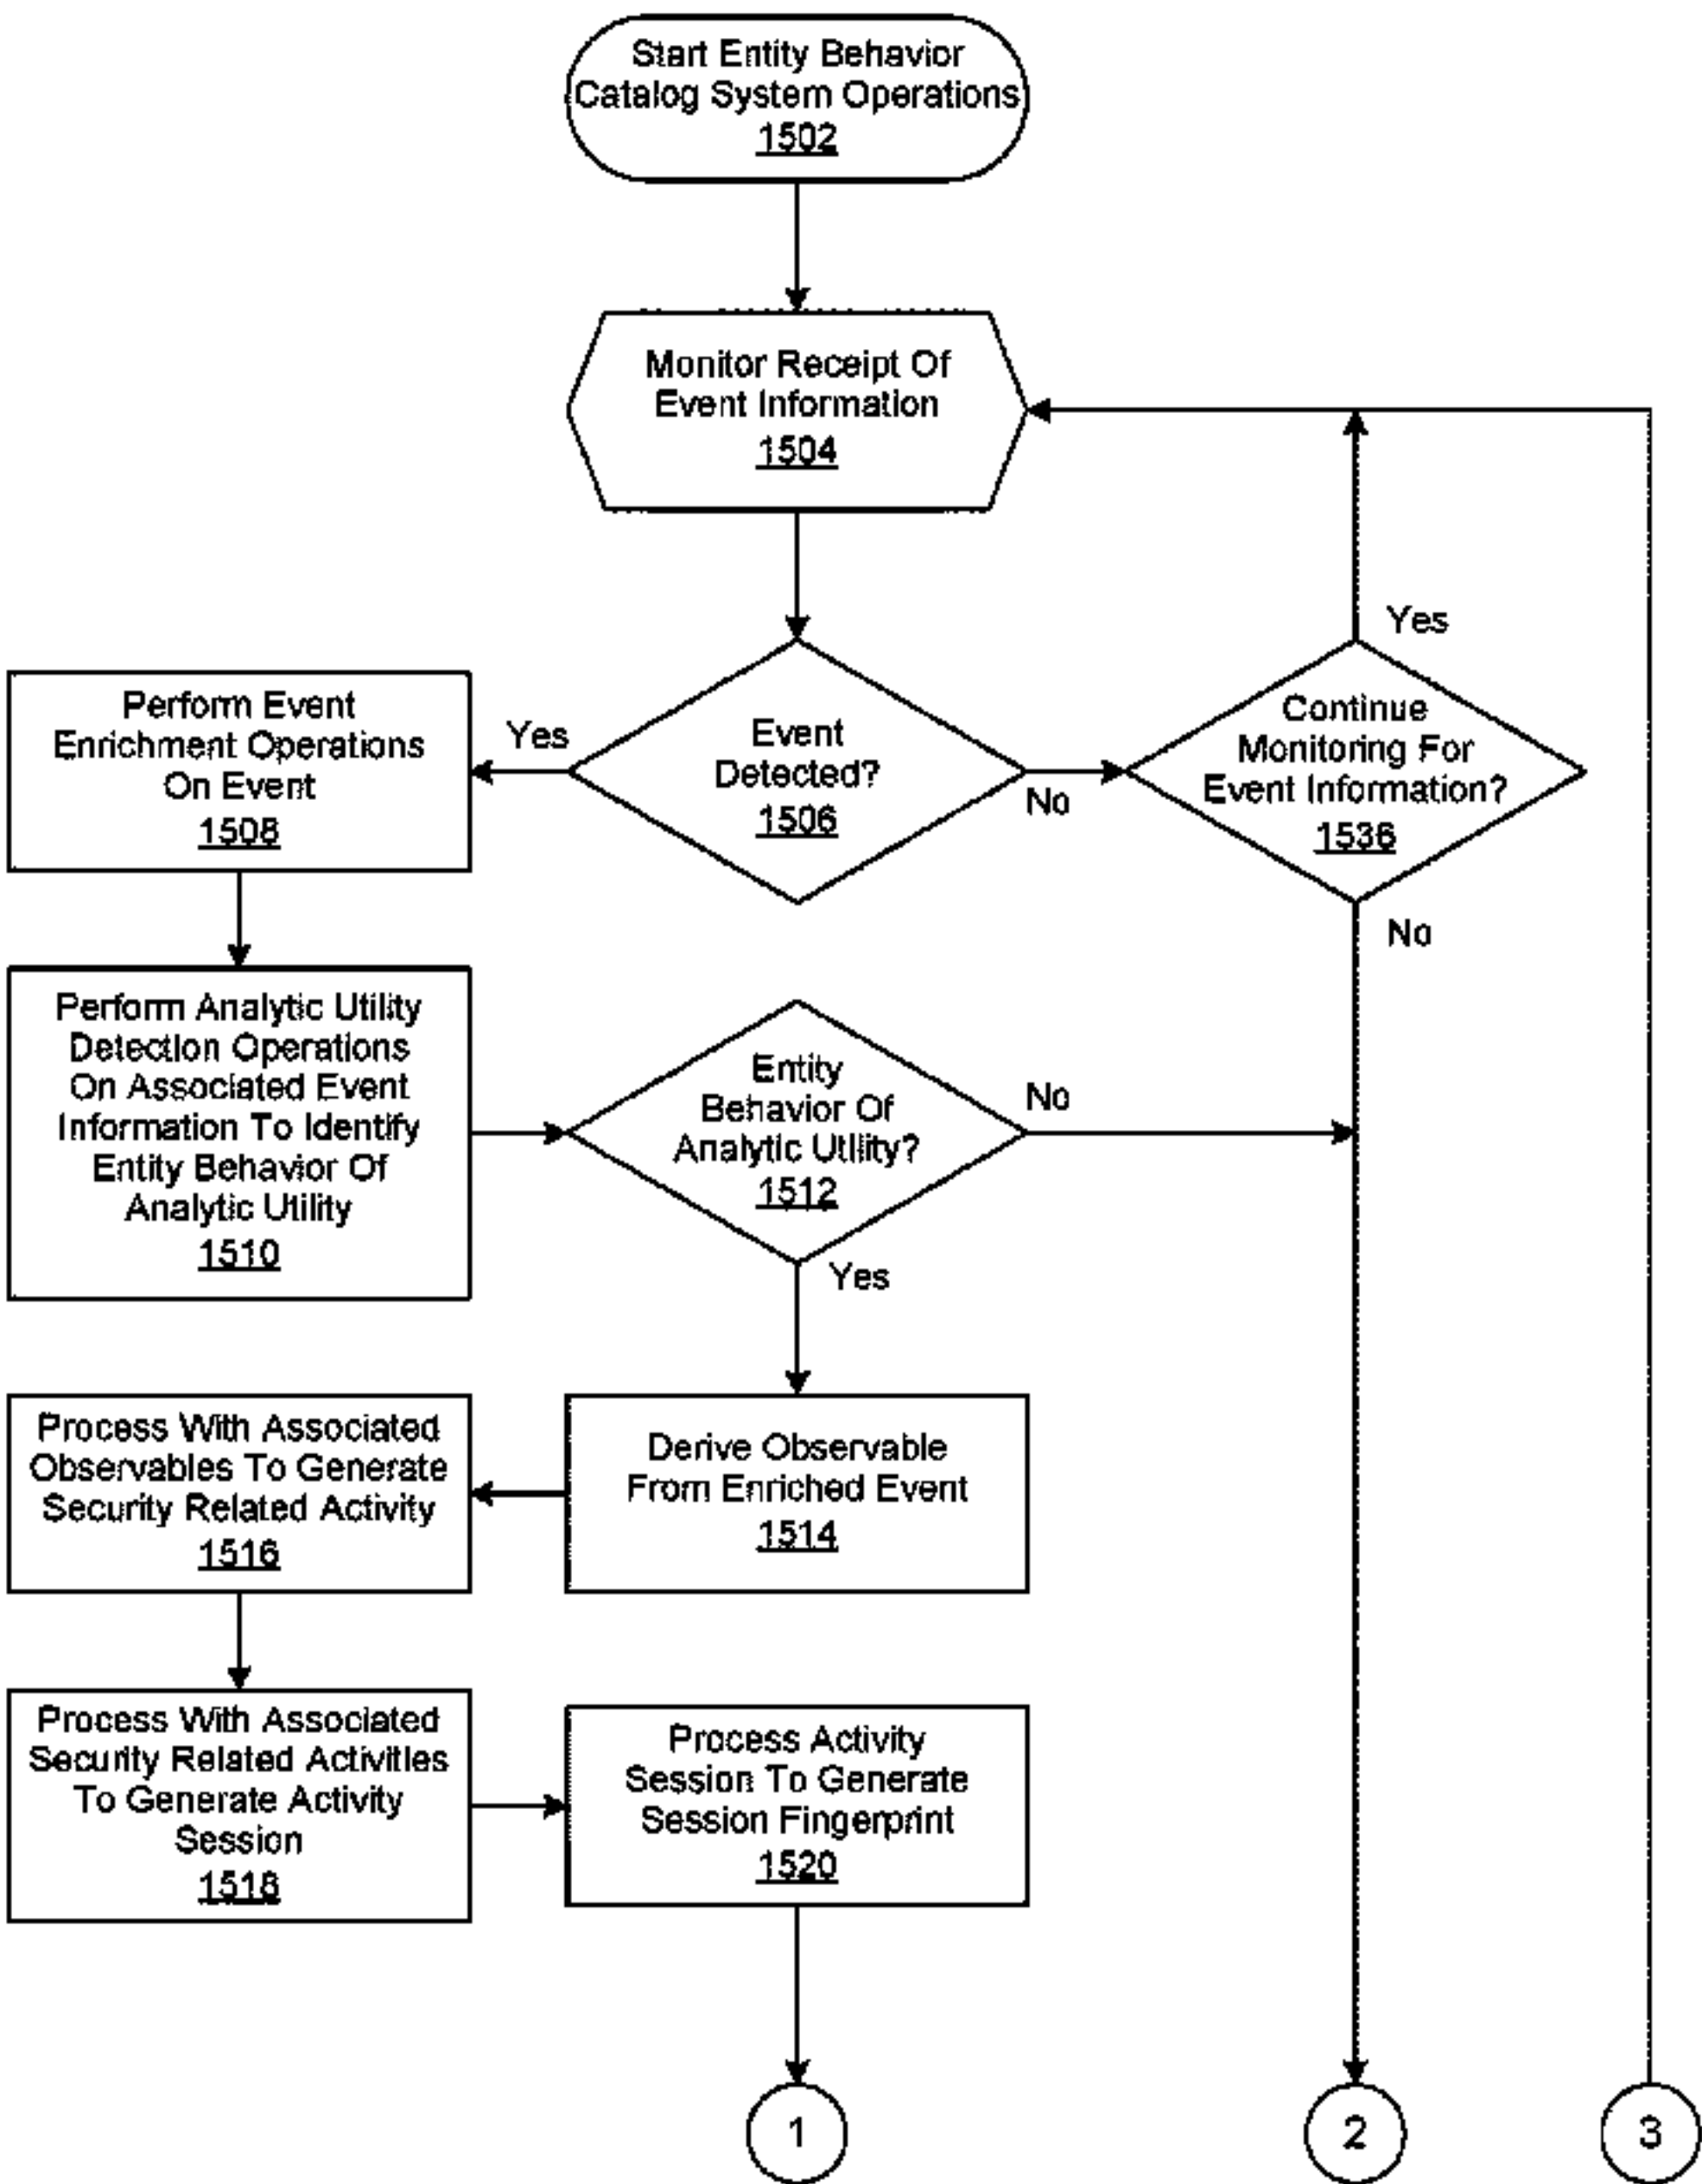 Start Entity Behavior
Catalog System Operations
1502
Monitor Receipt Of
Event Information
1504
Yes
Perform Event
Enrichment Operations
On Event
1508
Yes
Event
Detected?
1506
No
Continue
Monitoring For
Event Information?
1536
No
Perform Analytic Utility
Detection Operations
On Associated Event
Information To Identify
Entity Behavior Of
Analytic Utility
1510
Entity
Behavior Of
Analytic Utility?
1512
No
Yes
Process With Associated
Observables To Generate
Security Related Activity
1516
Derive Observable
From Enriched Event
1514
Process With Associated
Security Related Activities
To Generate Activity
Session
1518
Process Activity
Session To Generate
Session Fingerprint
1520
1
2
3